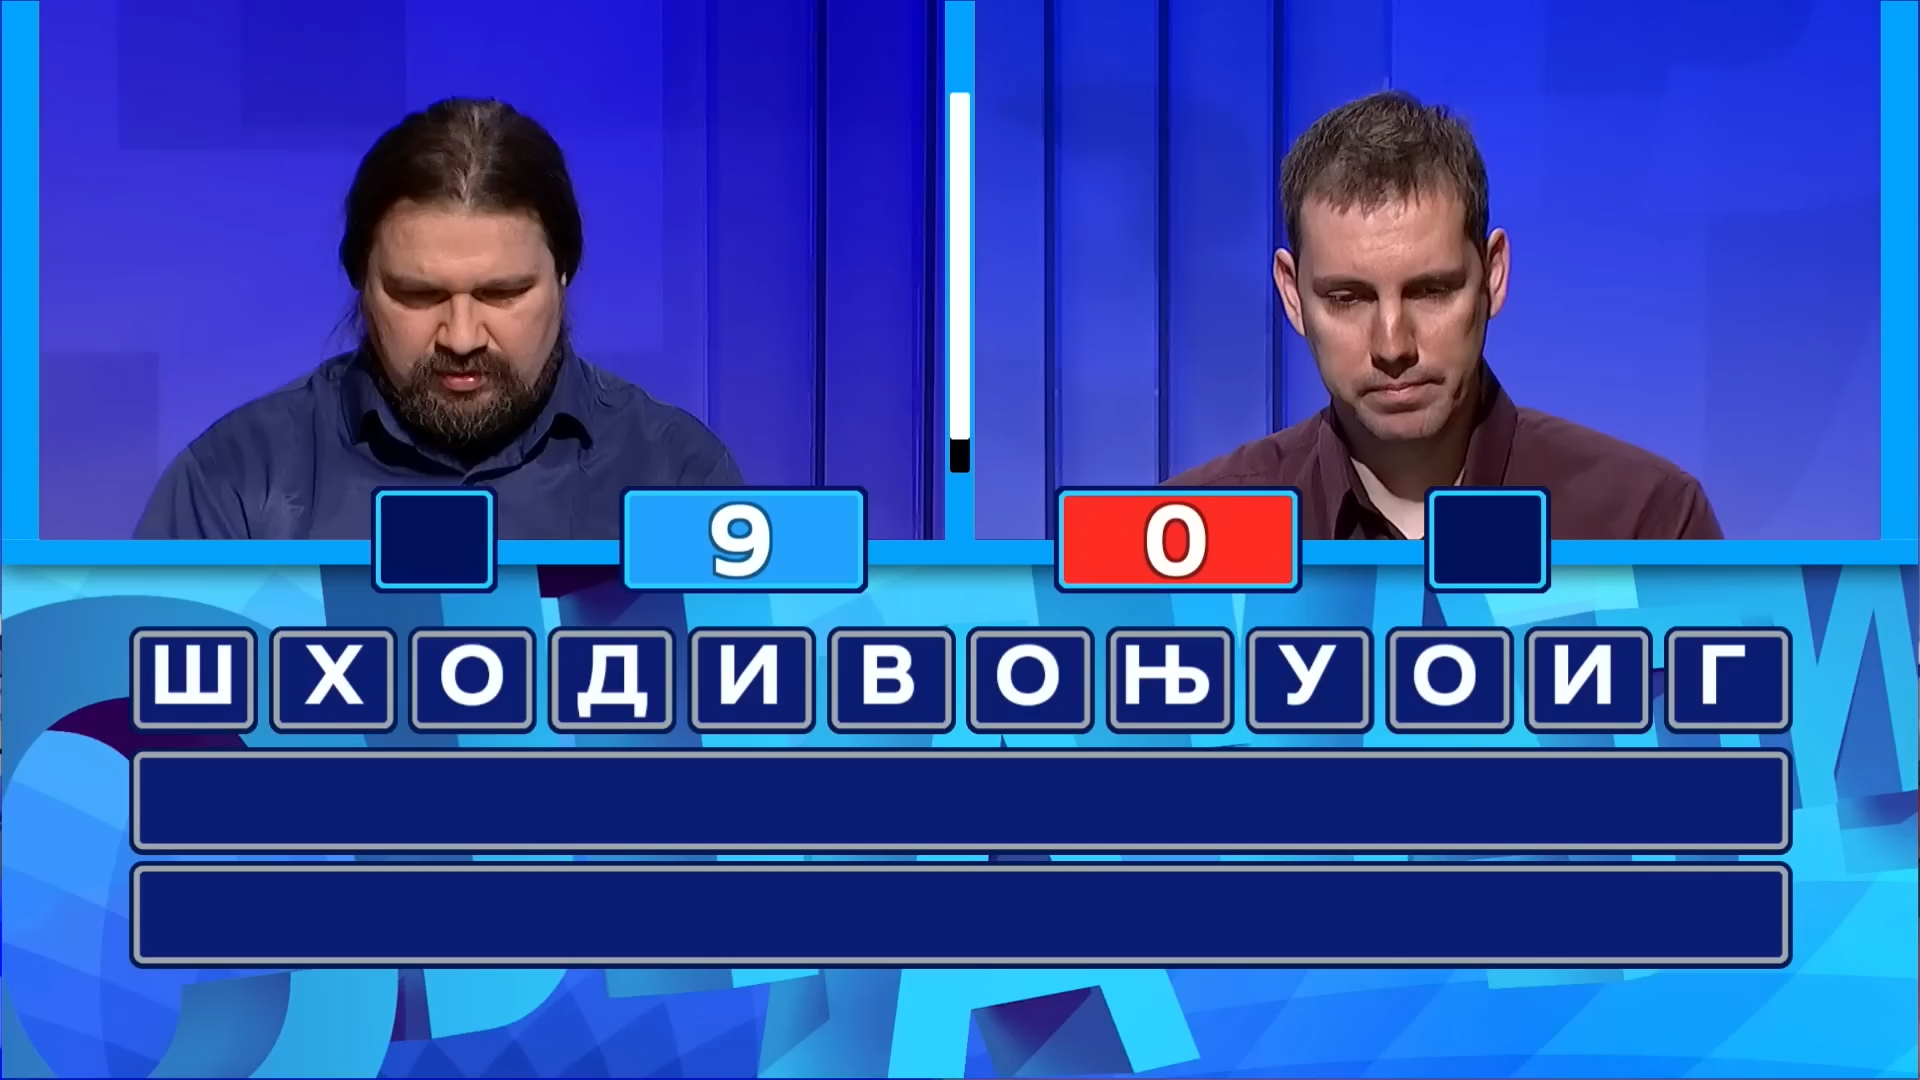 9 0
Ш Х О Д И В О Њ У О И Г